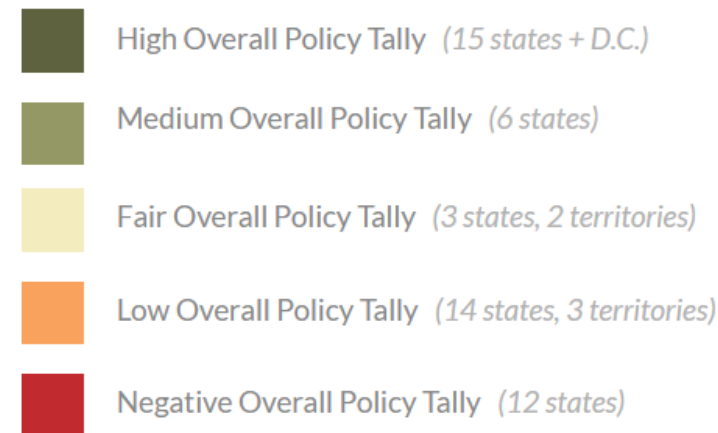 High Overall Policy Tally (15 states + D.C.)
Medium Overall Policy Tally (6 states)
Fair Overall Policy Tally (3 states, 2 territories)
Low Overall Policy Tally (14 states, 3 territories)
Negative Overall Policy Tally (12 states)